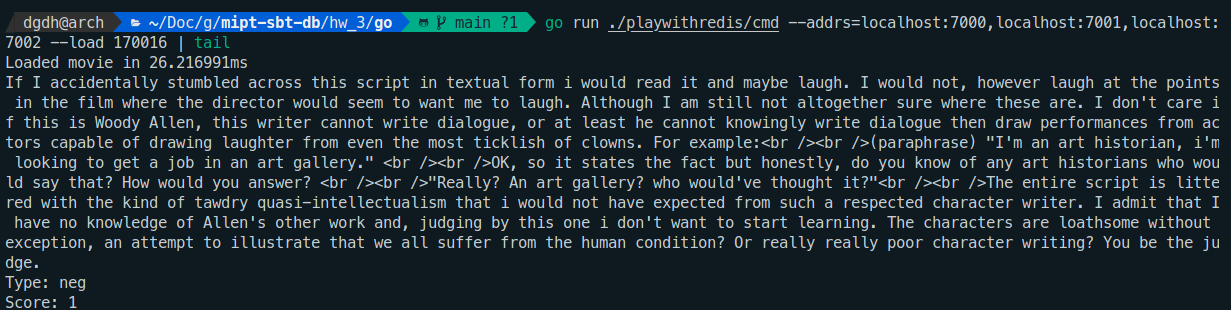 dgdh@arch ~/Doc/g/mipt-sbt-db/hw_3/go main ?1 go run ./playwithredis/cmd --addrs=localhost:7000,localhost:7001,localhost:
7002 --load 170016 | tail
Loaded movie in 26.216991ms
If I accidentally stumbled across this script in textual form i would read it and maybe laugh. I would not, however laugh at the points
 in the film where the director would seem to want me to laugh. Although I am still not altogether sure where these are. I don't care i
f this is Woody Allen, this writer cannot write dialogue, or at least he cannot knowingly write dialogue then draw performances from ac
tors capable of drawing laughter from even the most ticklish of clowns. For example:<br /><br />(paraphrase) "I'm an art historian, i'm
 looking to get a job in an art gallery." <br /><br />OK, so it states the fact but honestly, do you know of any art historians who wou
ld say that? How would you answer? <br /><br />"Really? An art gallery? who would've thought it?"<br /><br />The entire script is litte
red with the kind of tawdry quasi-intellectualism that i would not have expected from such a respected character writer. I admit that I
 have no knowledge of Allen's other work and, judging by this one i don't want to start learning. The characters are loathsome without
exception, an attempt to illustrate that we all suffer from the human condition? Or really really poor character writing? You be the ju
dge.
Type: neg
Score: 1